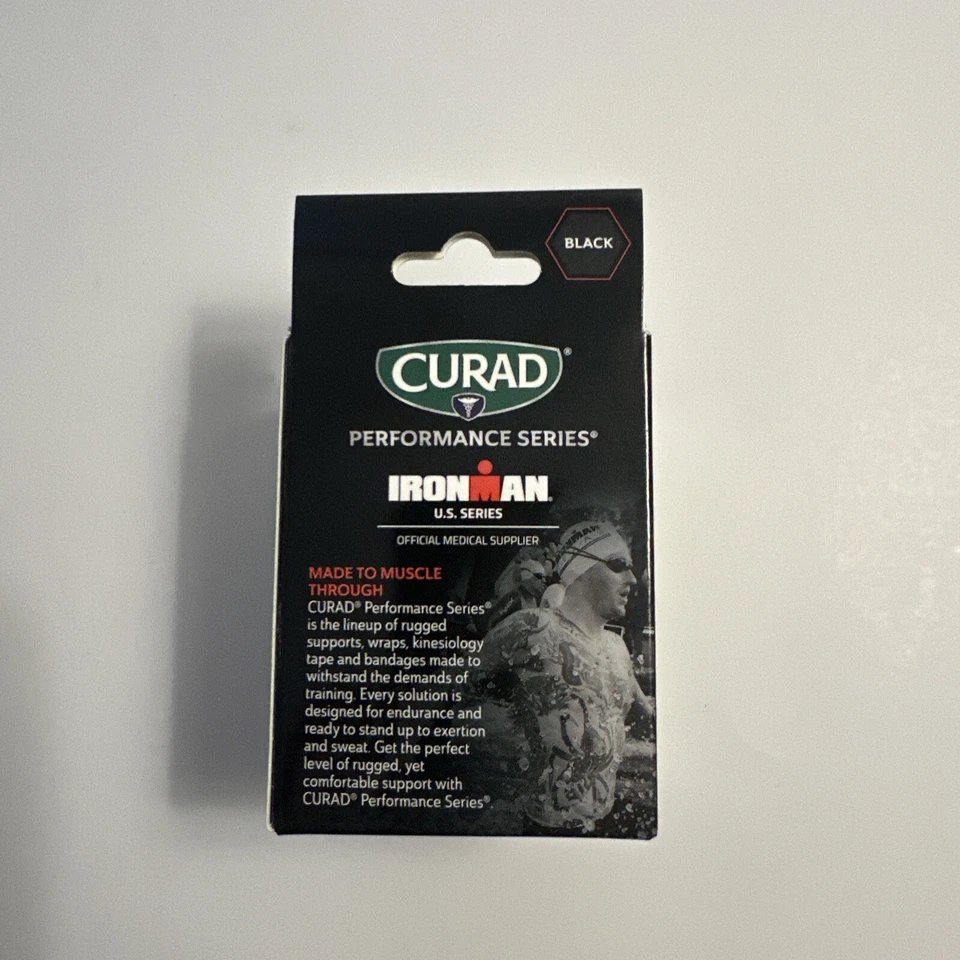 BLACK
CURAD®
PERFORMANCE SERIES®
IRONMAN®
U.S. SERIES
OFFICIAL MEDICAL SUPPLIER
MADE TO MUSCLE
THROUGH
CURAD® Performance Series®
is the lineup of rugged
supports, wraps, kinesiology
tape and bandages made to
withstand the demands of
training. Every solution is
designed for endurance and
ready to stand up to exertion
and sweat. Get the perfect
level of rugged, yet
comfortable support with
CURAD® Performance Series®.